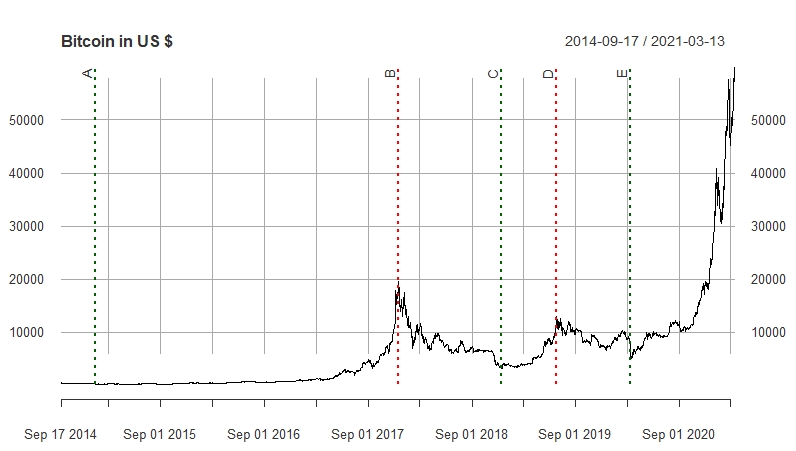 Bitcoin in US $
2014-09-17 / 2021-03-13
A
B
C
D
E
50000
50000
40000
40000
30000
30000
20000
20000
10000
10000
Sep 17 2014
Sep 01 2015
Sep 01 2016
Sep 01 2017
Sep 01 2018
Sep 01 2019
Sep 01 2020